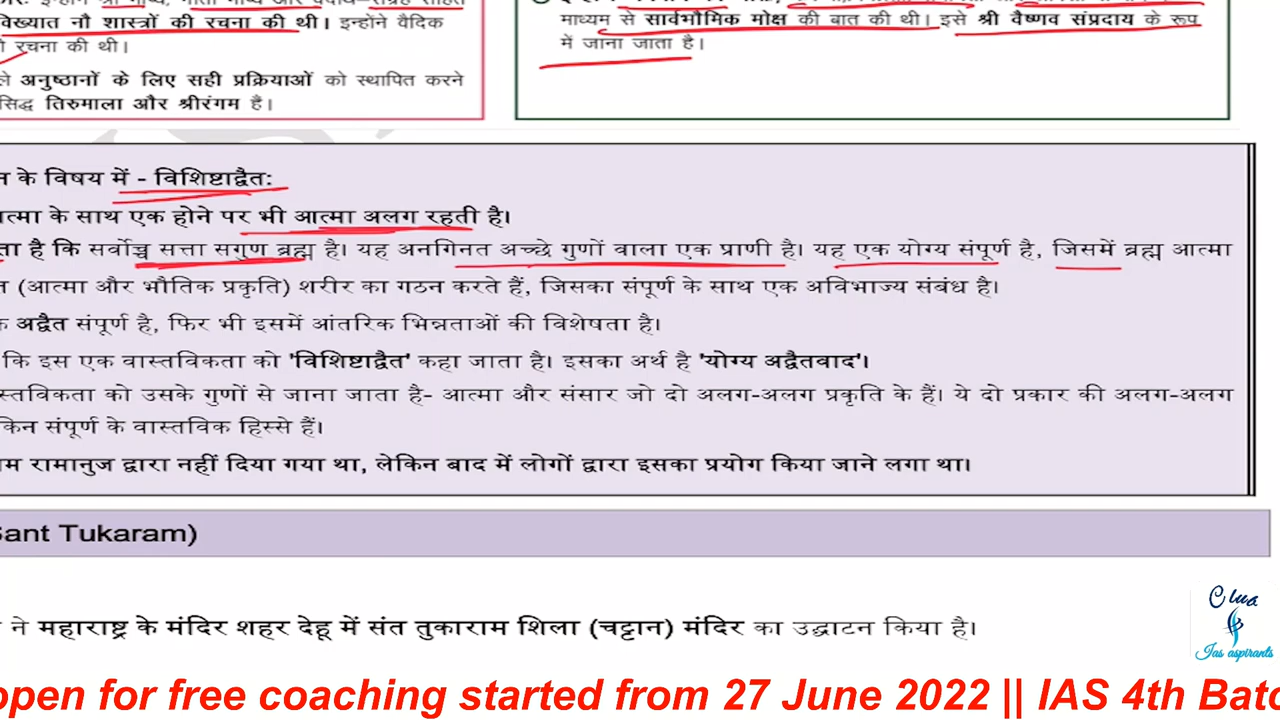 विख्यात नौ शास्त्रों की रचना की थी। इन्होंने वैदिक
रचना की थी।
अनुष्ठानों के लिए सही प्रक्रियाओं को स्थापित करने
तिरुमाला और श्रीरंगम हैं।
माध्यम से सार्वभौमिक मोक्ष की बात की थी। इसे श्री वैष्णव संप्रदाय के रूप
में जाना जाता है।
के विषय में - विशिष्टाद्वैत:
के साथ एक होने पर भी आत्मा अलग रहती है।
है कि सर्वोच्च सत्ता सगुण ब्रह्म है। यह अनगिनत अच्छे गुणों वाला एक प्राणी है। यह एक योग्य संपूर्ण है, जिसमें ब्रह्म आत्मा
(आत्मा और भौतिक प्रकृति) शरीर का गठन करते हैं, जिसका संपूर्ण के साथ एक अविभाज्य संबंध है।
अद्वैत संपूर्ण है, फिर भी इसमें आंतरिक भिन्नताओं की विशेषता है।
कि इस एक वास्तविकता को 'विशिष्टाद्वैत' कहा जाता है। इसका अर्थ है 'योग्य अद्वैतवाद'।
स्तविकता को उसके गुणों से जाना जाता है- आत्मा और संसार जो दो अलग-अलग प्रकृति के हैं। ये दो प्रकार की अलग-अलग
किन संपूर्ण के वास्तविक हिस्से हैं।
रामानुज द्वारा नहीं दिया गया था, लेकिन बाद में लोगों द्वारा इसका प्रयोग किया जाने लगा था।
Sant Tukaram)
ने महाराष्ट्र के मंदिर शहर देहू में संत तुकाराम शिला (चट्टान) मंदिर का उद्घाटन किया है।
Clue
Ias aspirants
open for free coaching started from 27 June 2022 || IAS 4th Batc